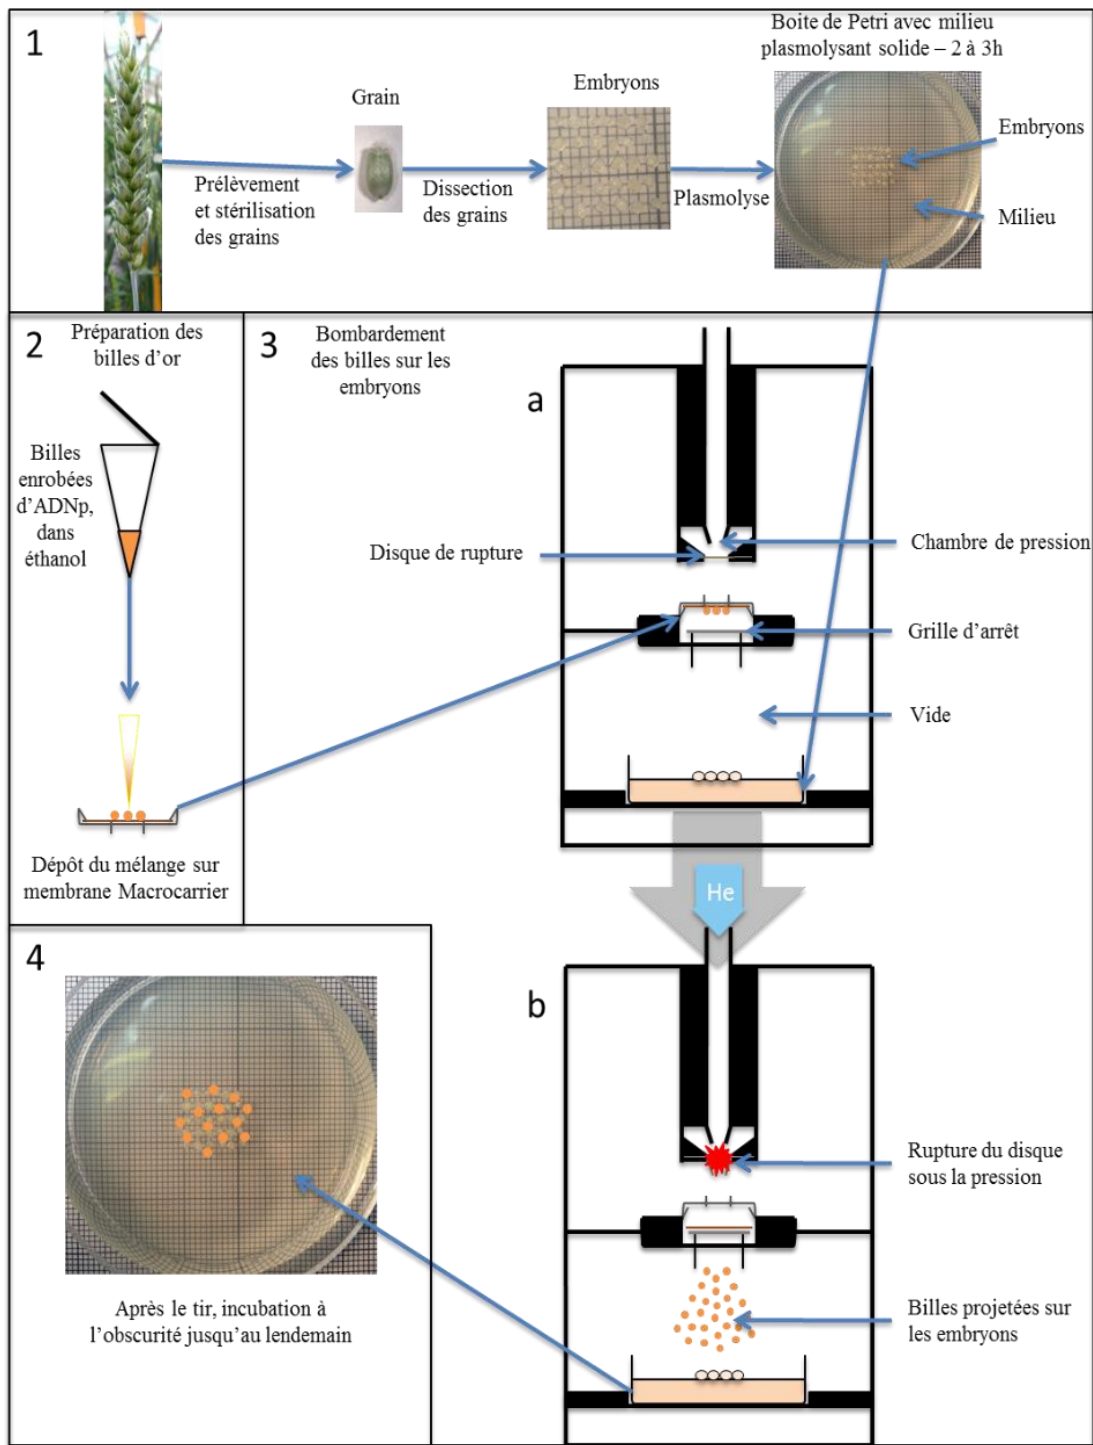 1
Boite de Petri avec milieu
plasmolysant solide – 2 à 3h
Grain
Embryons
Embryons
Prélèvement
et stérilisation
des grains
Dissection
des grains
Plasmolyse
Milieu
2
Préparation des
billes d’or
Billes
enrobées
d’ADNp,
dans
éthanol
Dépôt du mélange sur
membrane Macrocarrier
3
Bombardement
des billes sur les
embryons
a
Disque de rupture
Chambre de pression
Grille d’arrêt
Vide
He
b
Rupture du disque
sous la pression
Billes projetées sur
les embryons
4
Après le tir, incubation à
l’obscurité jusqu’au lendemain